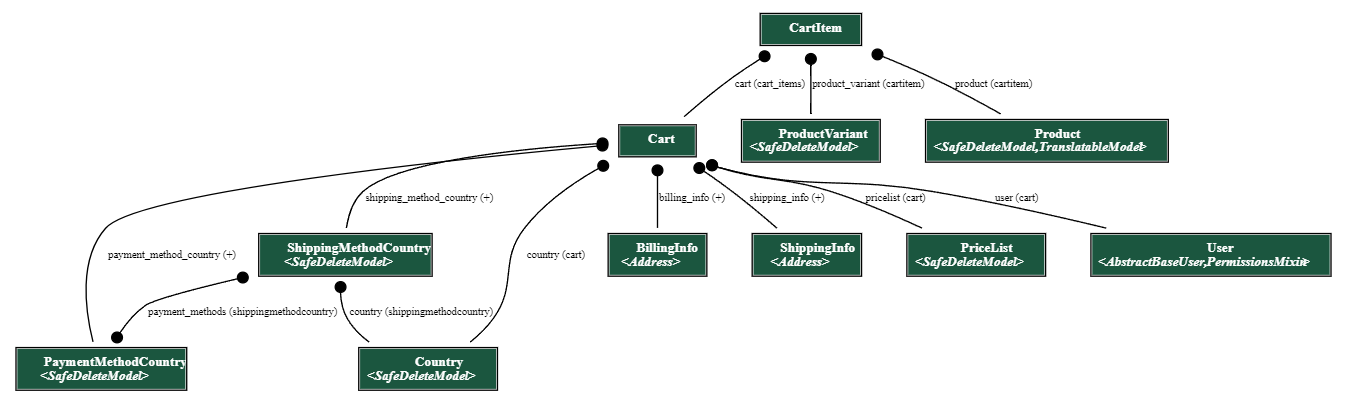 CartItem
cart (cart_items)
product_variant (cartitem)
product (cartitem)
Cart
ProductVariant
<SafeDeleteModel>
Product
<SafeDeleteModel,TranslatableModel>
shipping_method_country (+)
billing_info (+)
shipping_info (+)
pricelist (cart)
user (cart)
payment_method_country (+)
ShippingMethodCountry
<SafeDeleteModel>
country (cart)
BillingInfo
<Address>
ShippingInfo
<Address>
PriceList
<SafeDeleteModel>
User
<AbstractBaseUser,PermissionsMixin>
payment_methods (shippingmethodcountry)
country (shippingmethodcountry)
PaymentMethodCountry
<SafeDeleteModel>
Country
<SafeDeleteModel>